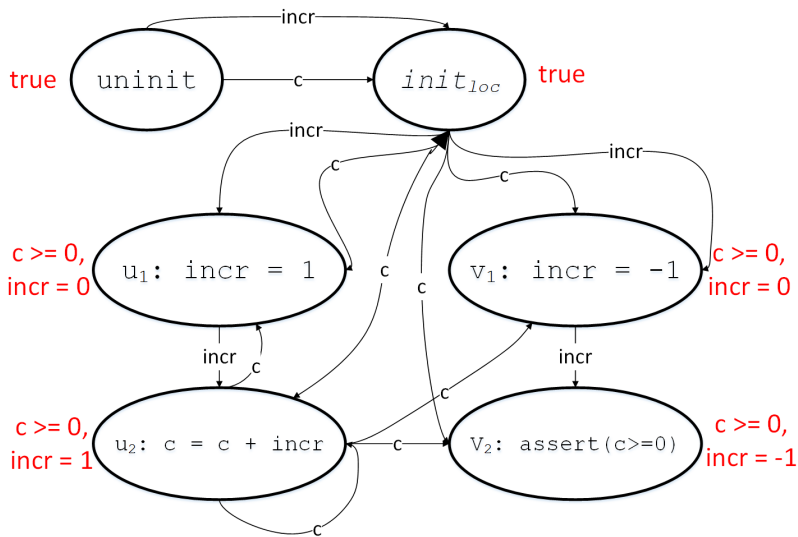 incr
true
uninit
c
init_loc
true
incr
incr
c
c
c >= 0,
incr = 0
u₁: incr = 1
c
c
v₁: incr = -1
c >= 0,
incr = 0
incr
c
incr
c
c >= 0,
incr = 1
u₂: c = c + incr
c
V₂: assert(c>=0)
c >= 0,
incr = -1
c